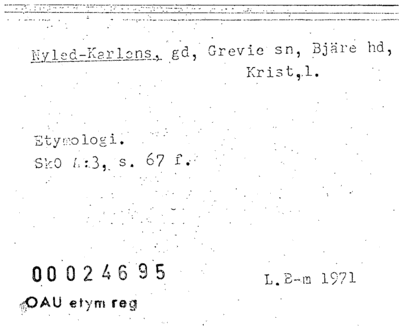 Nyled-Karlens, gd, Grevie sn, Bjäre hd,
Krist,l.
Etymologi.
SkO A:3, s. 67 f.
00024695
L.E-m 1971
OAU etym reg